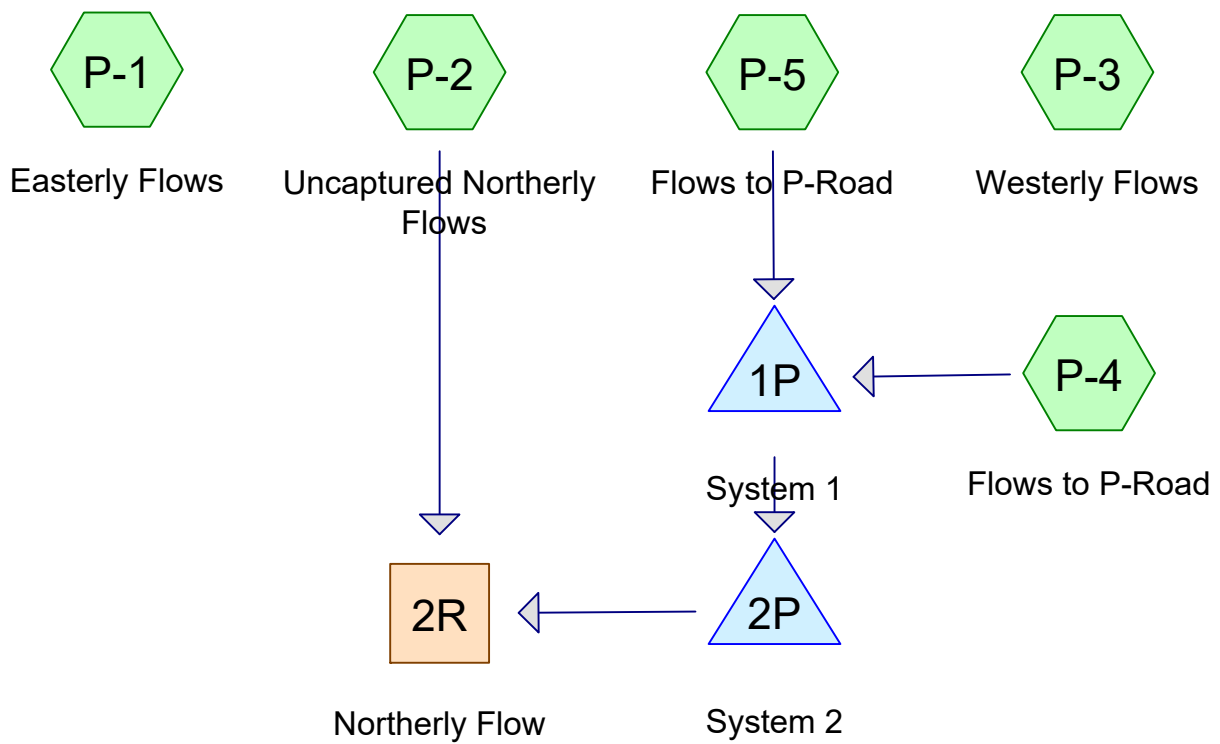 P-1
P-2
P-5
P-3
Easterly Flows
Uncaptured Northerly
Flows
Flows to P-Road
Westerly Flows
1P
P-4
System 1
Flows to P-Road
2R
2P
Northerly Flow
System 2